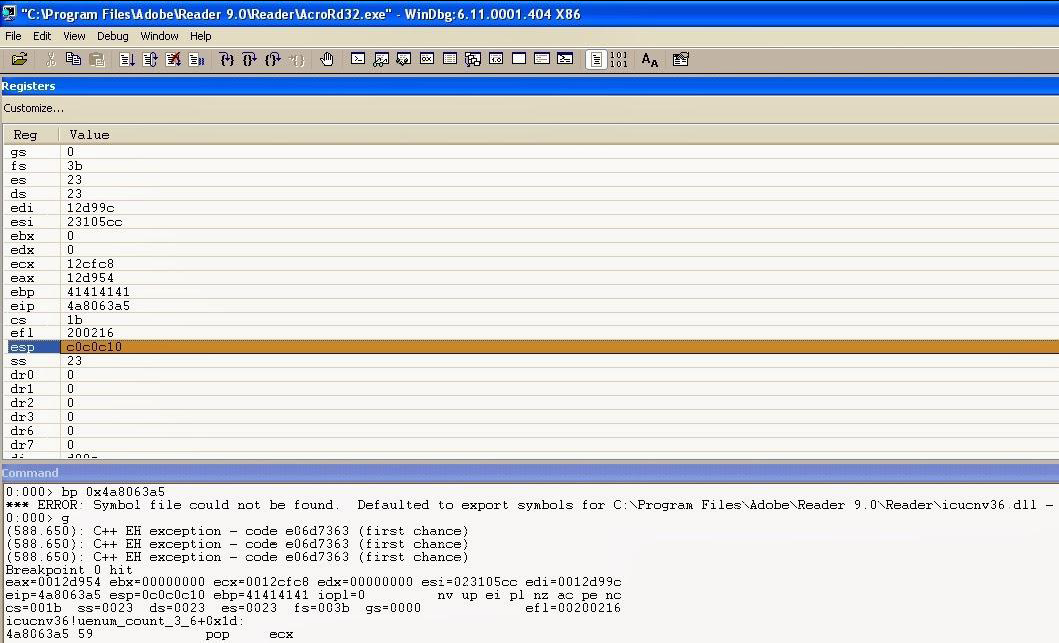 "C:\Program Files\Adobe\Reader 9.0\Reader\AcroRd32.exe" - WinDbg:6.11.0001.404 X86
File Edit View Debug Window Help
Registers
Customize...
Reg Value
gs 0
fs 3b
es 23
ds 23
edi 12d99c
esi 23105cc
ebx 0
edx 0
ecx 12cfc8
eax 12d954
ebp 41414141
eip 4a8063a5
cs 1b
efl 200216
esp c0c0c10
ss 23
dr0 0
dr1 0
dr2 0
dr3 0
dr6 0
dr7 0
di d99c
Command
0:000> bp 0x4a8063a5
*** ERROR: Symbol file could not be found.  Defaulted to export symbols for C:\Program Files\Adobe\Reader 9.0\Reader\icucnv36.dll -
0:000> g
(588.650): C++ EH exception - code e06d7363 (first chance)
(588.650): C++ EH exception - code e06d7363 (first chance)
(588.650): C++ EH exception - code e06d7363 (first chance)
Breakpoint 0 hit
eax=0012d954 ebx=00000000 ecx=0012cfc8 edx=00000000 esi=023105cc edi=0012d99c
eip=4a8063a5 esp=0c0c0c10 ebp=41414141 iopl=0         nv up ei pl nz ac pe nc
cs=001b  ss=0023  ds=0023  es=0023  fs=003b  gs=0000             efl=00200216
icucnv36!uenum_count_3_6+0x1d:
4a8063a5 59              pop     ecx